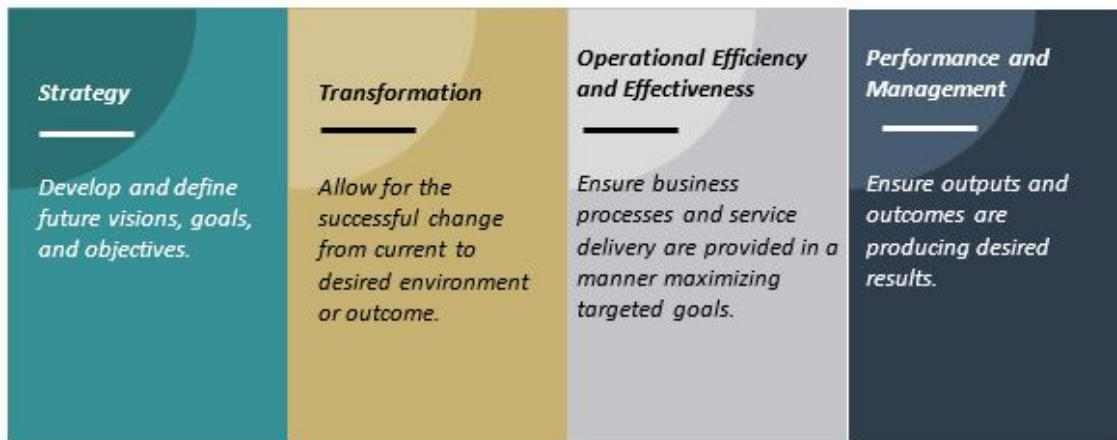 Strategy
Develop and define
future visions, goals,
and objectives.
Transformation
Allow for the
successful change
from current to
desired environment
or outcome.
Operational Efficiency
and Effectiveness
Ensure business
processes and service
delivery are provided in a
manner maximizing
targeted goals.
Performance and
Management
Ensure outputs and
outcomes are
producing desired
results.